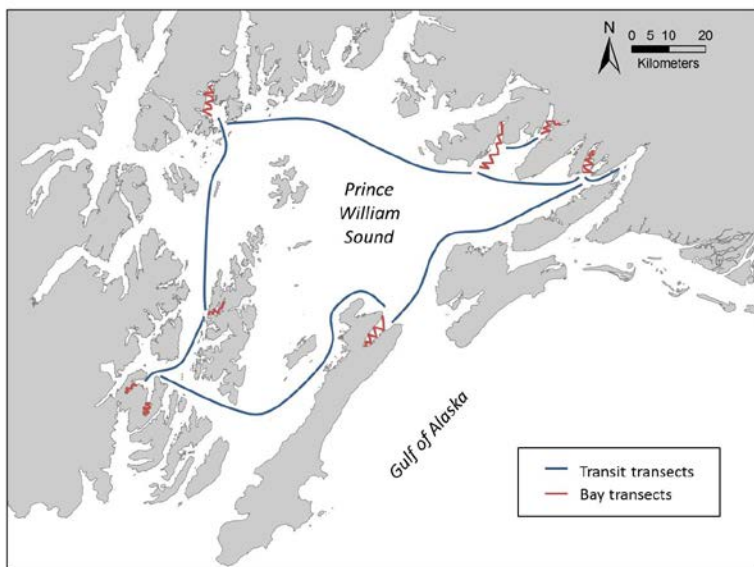 N
0 5 10 20
Kilometers
Prince
William
Sound
Gulf of Alaska
Transit transects
Bay transects